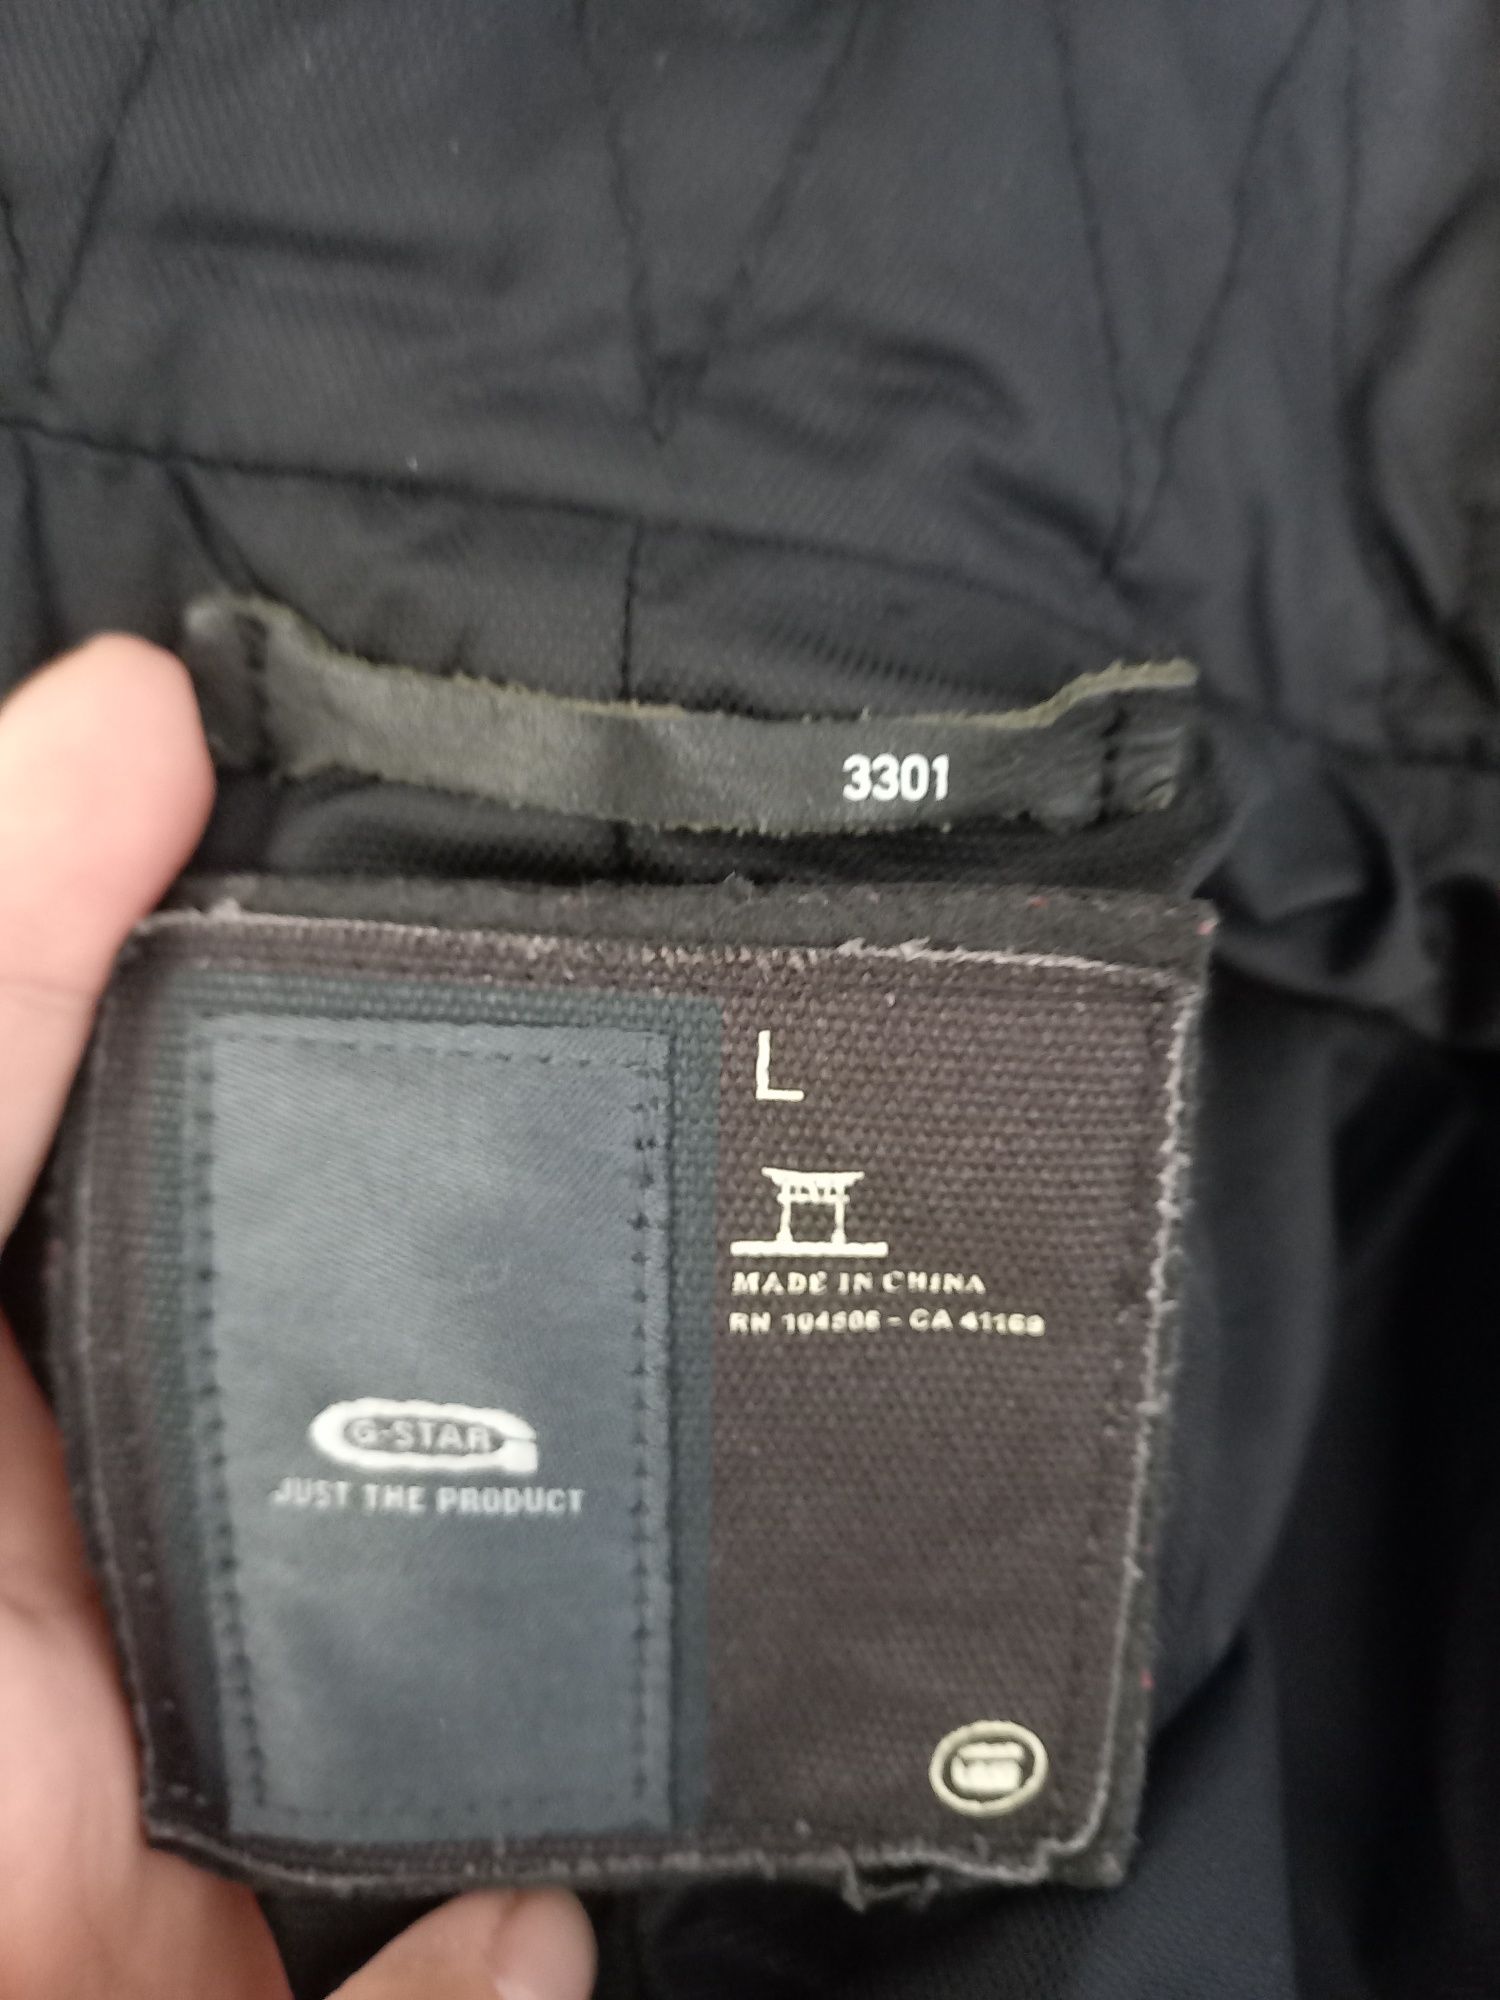 3301
L
MADE IN CHINA
RN 104506 - CA 41169
G-STAR
JUST THE PRODUCT